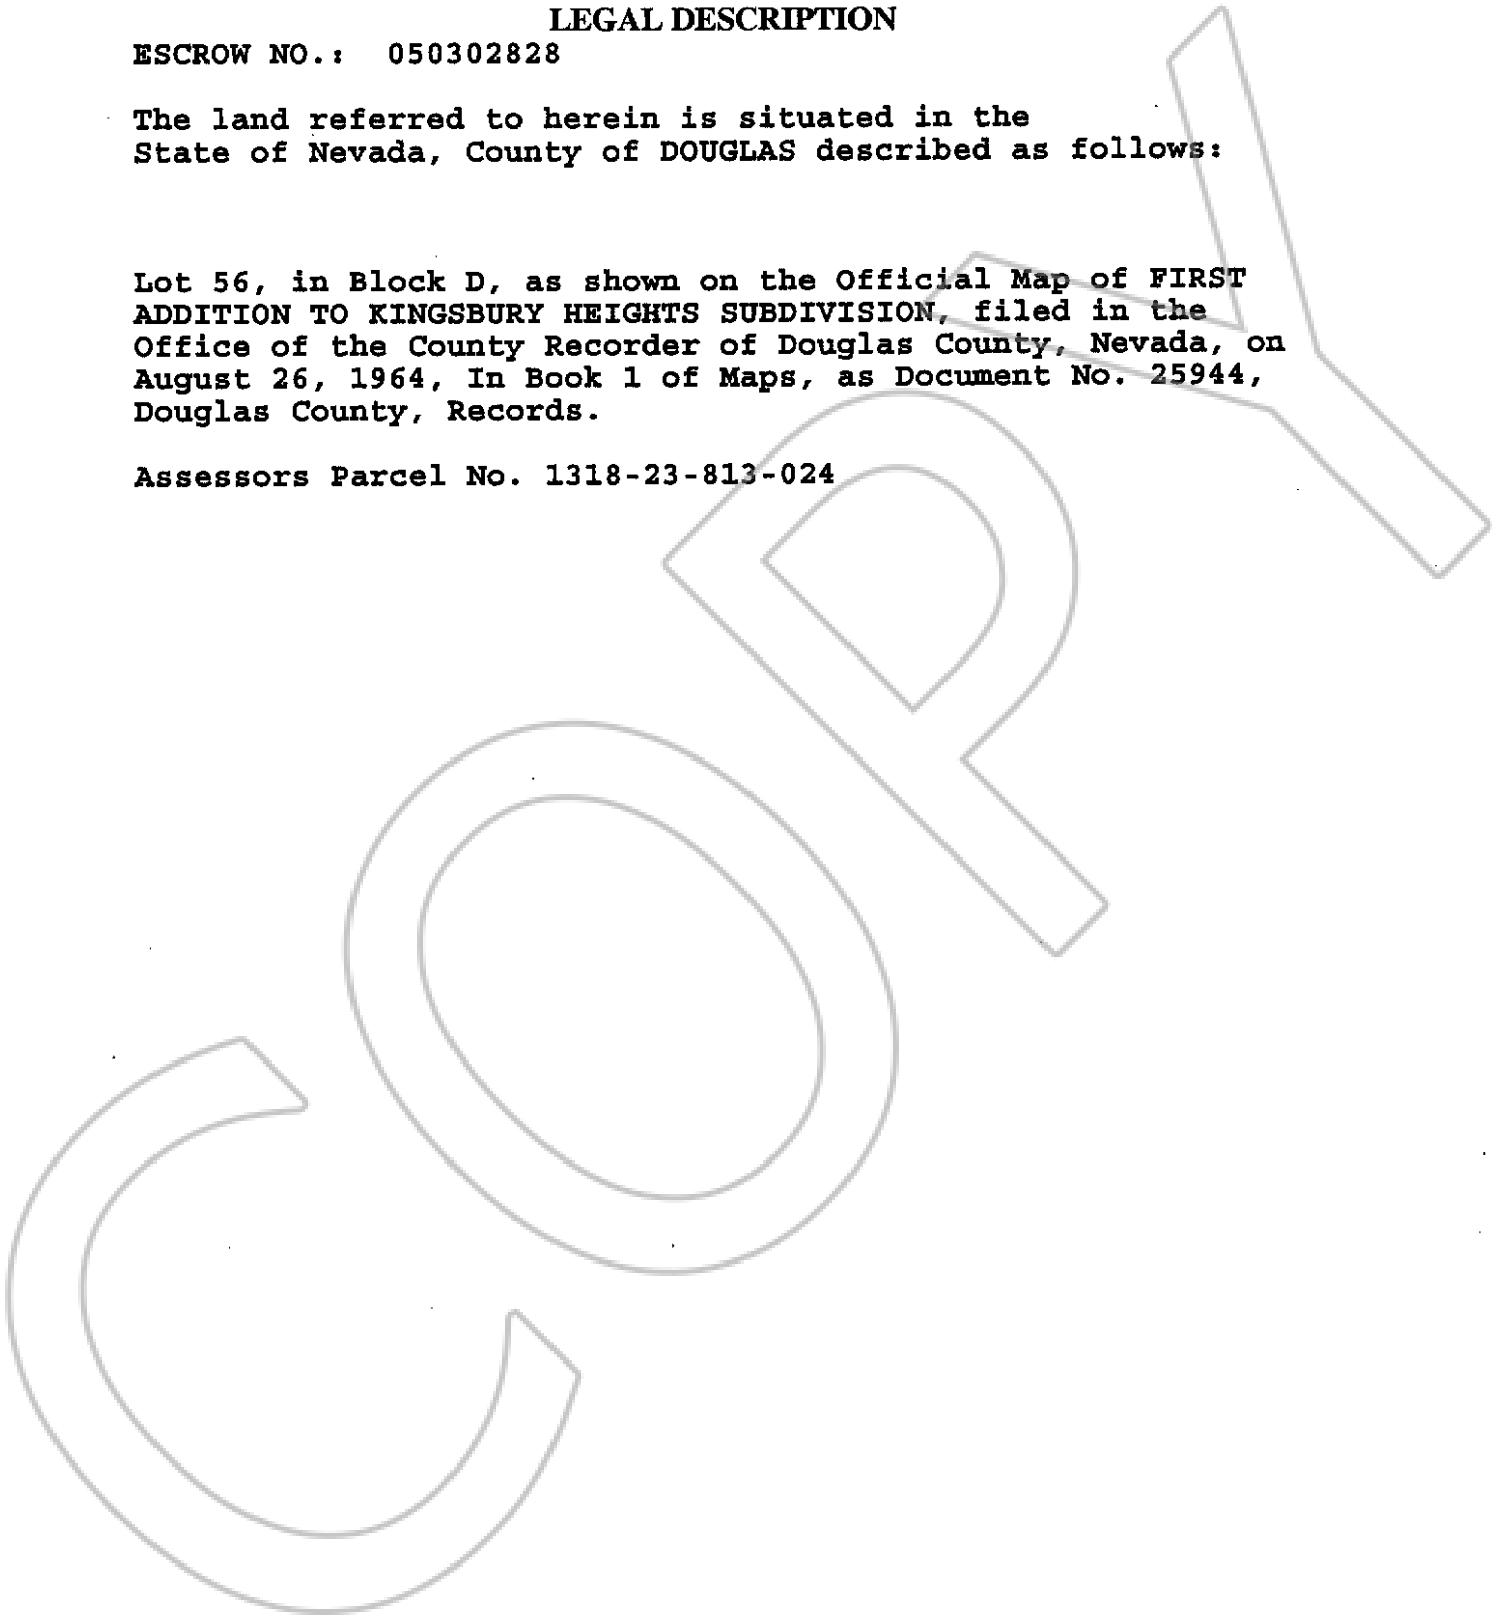 LEGAL DESCRIPTION
ESCROW NO.: 050302828
The land referred to herein is situated in the
State of Nevada, County of DOUGLAS described as follows:
Lot 56, in Block D, as shown on the Official Map of FIRST
ADDITION TO KINGSBURY HEIGHTS SUBDIVISION, filed in the
Office of the County Recorder of Douglas County, Nevada, on
August 26, 1964, In Book 1 of Maps, as Document No. 25944,
Douglas County, Records.
Assessors Parcel No. 1318-23-813-024
COPY